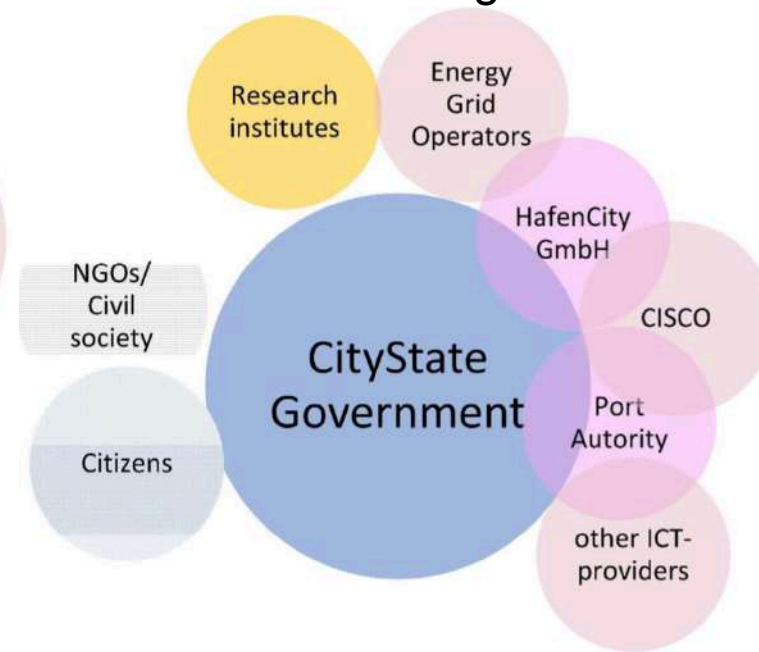 Research
institutes
Energy
Grid
Operators
HafenCity
GmbH
NGOs/
Civil
society
CISCO
CityState
Government
Port
Autority
Citizens
other ICT-
providers